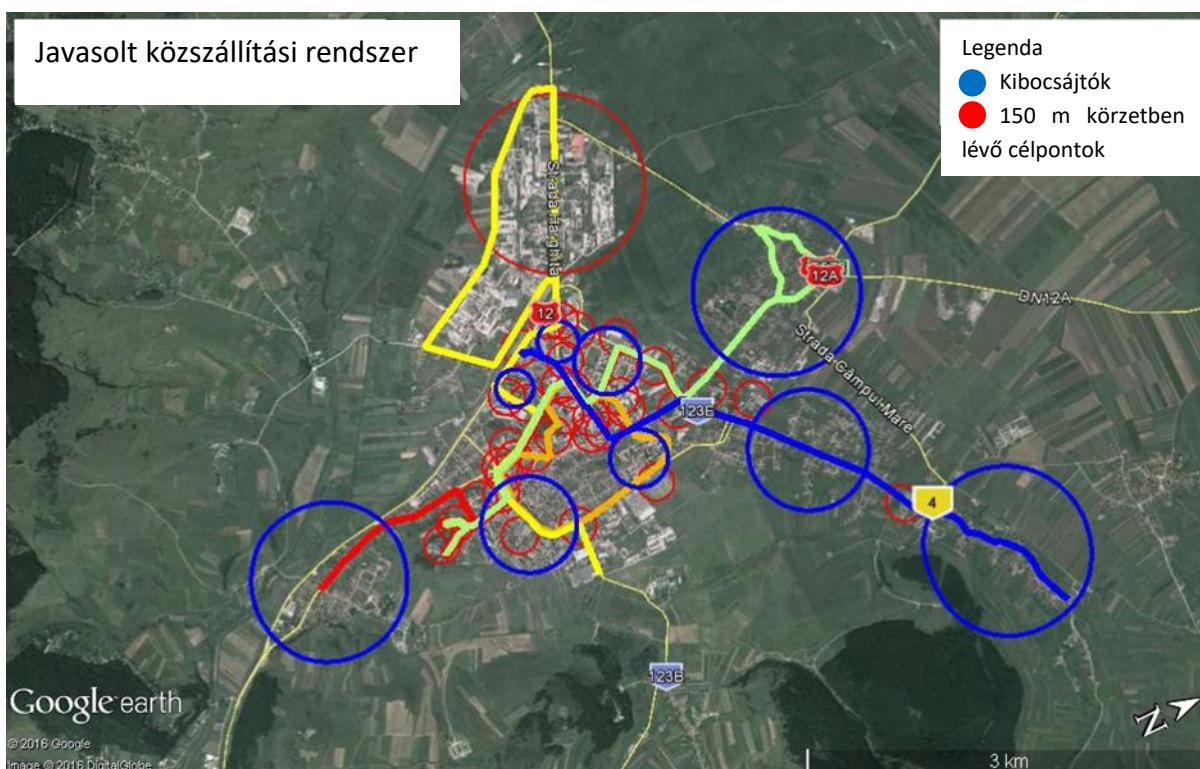 Javasolt közszállítási rendszer
Legenda
Kibocsájtók
150 m körzetben
lévő célpontok
Strada Harghita
12
12A
DN12A
Strada Câmpul Mare
123E
4
123B
Google earth
© 2016 Google
Image © 2016 DigitalGlobe
N
3 km